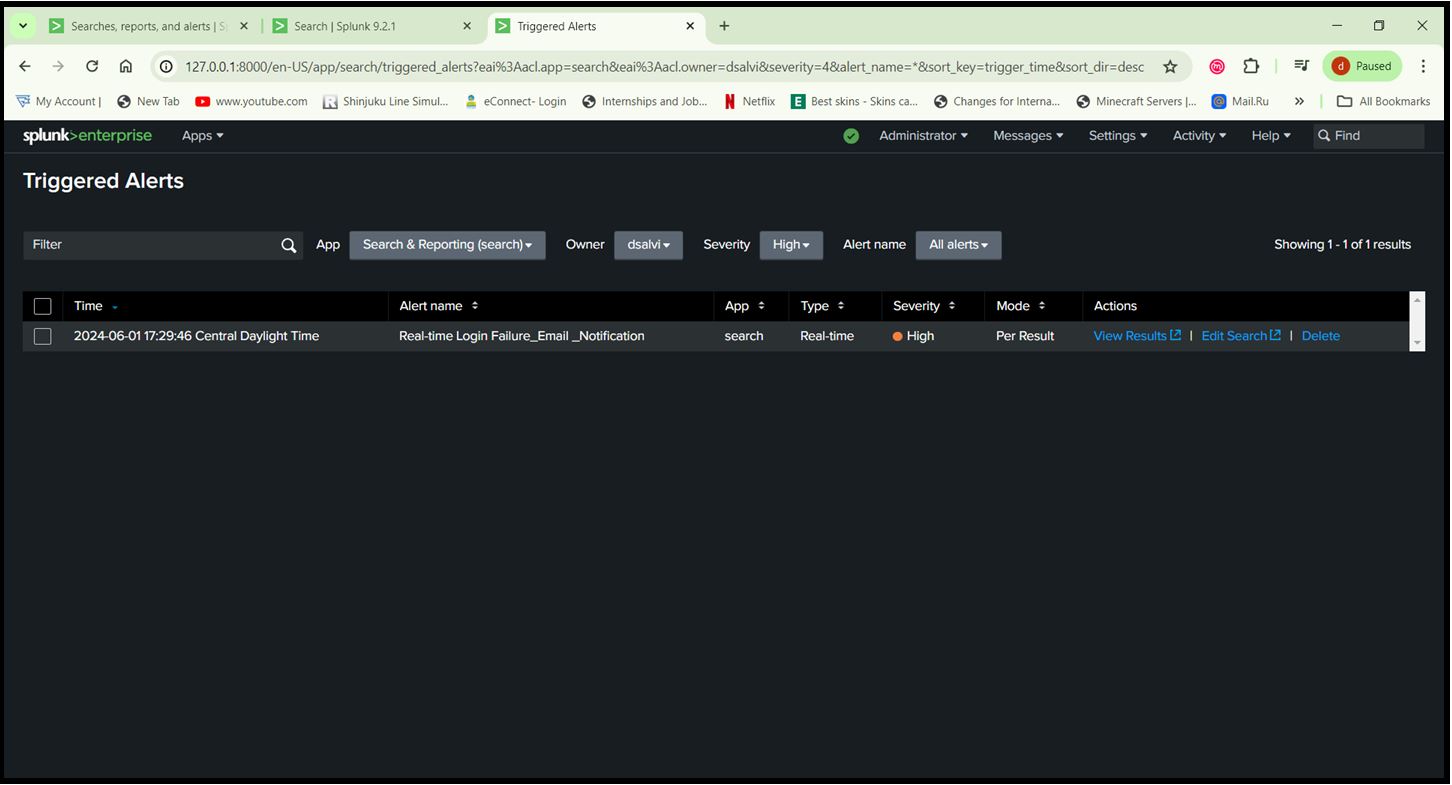 Searches, reports, and alerts | S
Search | Splunk 9.2.1
Triggered Alerts
127.0.0.1:8000/en-US/app/search/triggered_alerts?eai%3Aacl.app=search&eai%3Aacl.owner=dsalvi&severity=4&alert_name=*&sort_key=trigger_time&sort_dir=desc
d Paused
My Account |
New Tab
www.youtube.com
Shinjuku Line Simul...
eConnect- Login
Internships and Job...
Netflix
Best skins - Skins ca...
Changes for Interna...
Minecraft Servers |...
Mail.Ru
»
All Bookmarks
splunk>enterprise Apps
Administrator Messages Settings Activity Help Find
Triggered Alerts
Filter App Search & Reporting (search) Owner dsalvi Severity High Alert name All alerts Showing 1 - 1 of 1 results
Time Alert name App Type Severity Mode Actions
2024-06-01 17:29:46 Central Daylight Time Real-time Login Failure_Email _Notification search Real-time High Per Result View Results | Edit Search | Delete